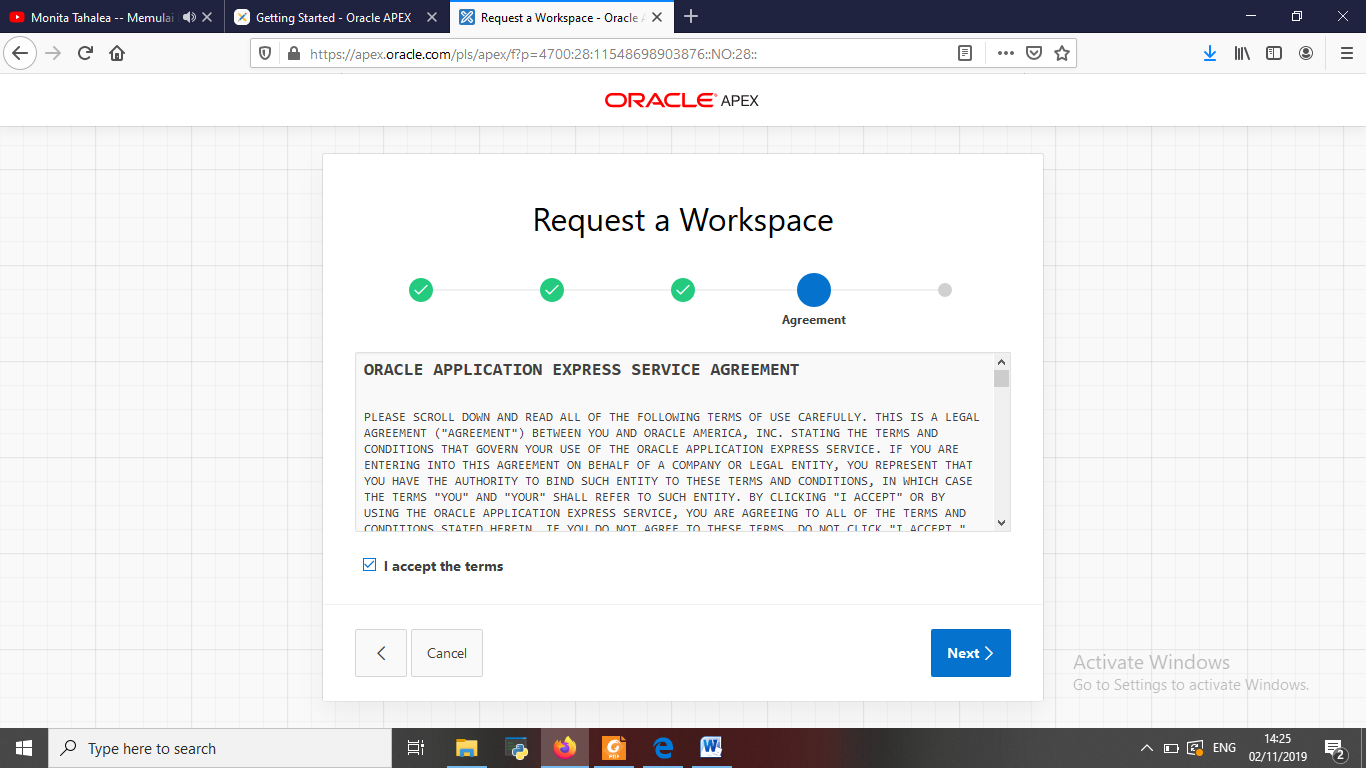 Monita Tahalea -- Memulai
Getting Started - Oracle APEX
Request a Workspace - Oracle A
https://apex.oracle.com/pls/apex/f?p=4700:28:11548698903876::NO:28::
ORACLE APEX
Request a Workspace
Agreement
ORACLE APPLICATION EXPRESS SERVICE AGREEMENT
PLEASE SCROLL DOWN AND READ ALL OF THE FOLLOWING TERMS OF USE CAREFULLY. THIS IS A LEGAL
AGREEMENT ("AGREEMENT") BETWEEN YOU AND ORACLE AMERICA, INC. STATING THE TERMS AND
CONDITIONS THAT GOVERN YOUR USE OF THE ORACLE APPLICATION EXPRESS SERVICE. IF YOU ARE
ENTERING INTO THIS AGREEMENT ON BEHALF OF A COMPANY OR LEGAL ENTITY, YOU REPRESENT THAT
YOU HAVE THE AUTHORITY TO BIND SUCH ENTITY TO THESE TERMS AND CONDITIONS, IN WHICH CASE
THE TERMS "YOU" AND "YOUR" SHALL REFER TO SUCH ENTITY. BY CLICKING "I ACCEPT" OR BY
USING THE ORACLE APPLICATION EXPRESS SERVICE, YOU ARE AGREEING TO ALL OF THE TERMS AND
CONDITIONS STATED HEREIN. IF YOU DO NOT AGREE TO THESE TERMS, DO NOT CLICK "I ACCEPT."
I accept the terms
Cancel
Next
Activate Windows
Go to Settings to activate Windows.
Type here to search
PDF
ENG
14:25
02/11/2019
2